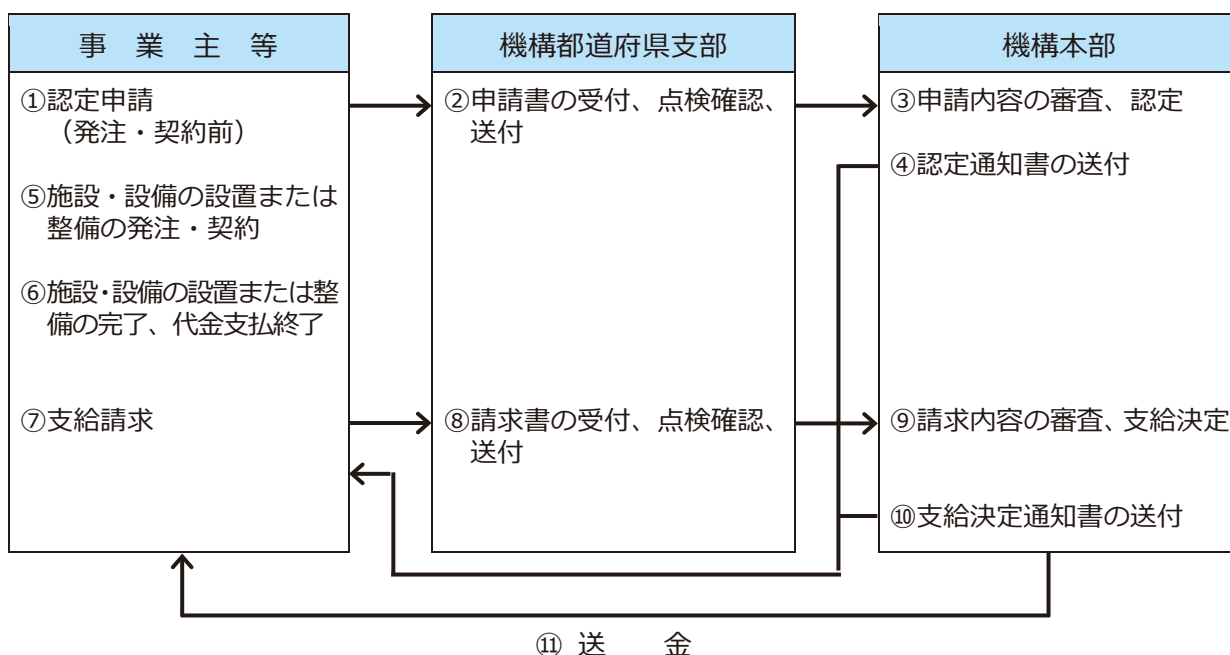 事業主等
①認定申請
（発注・契約前）
⑤施設・設備の設置または
整備の発注・契約
⑥施設・設備の設置または整
備の完了、代金支払終了
⑦支給請求
機構都道府県支部
②申請書の受付、点検確認、
送付
⑧請求書の受付、点検確認、
送付
機構本部
③申請内容の審査、認定
④認定通知書の送付
⑨請求内容の審査、支給決定
⑩支給決定通知書の送付
⑪ 送　金